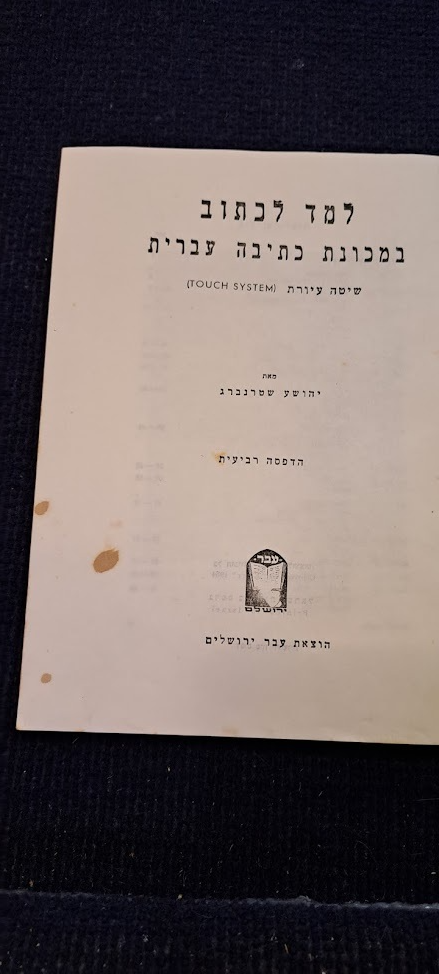 למד לכתוב
במכונת כתיבה עברית
שיטה עיורת (TOUCH SYSTEM)
מאת
יהושע שטרנברג
הדפסה רביעית
עבר
ירושלים
הוצאת עבר ירושלים